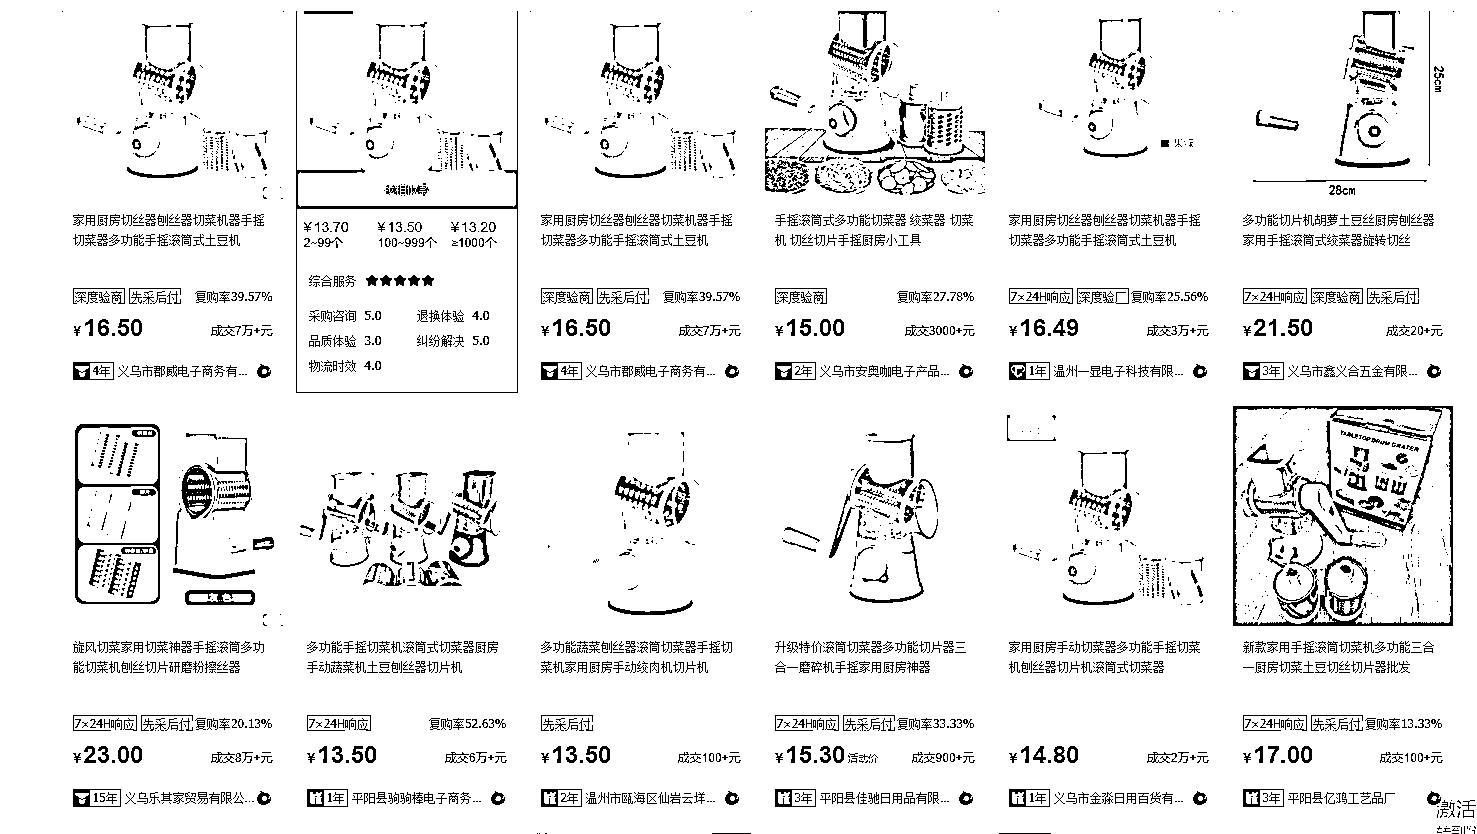 25cm
28cm
家用厨房切丝器刨丝器切菜机器手摇
切菜器多功能手摇滚筒式土豆机
深度验商 先采后付 复购率39.57%
¥16.50 成交7万+元
4年 义乌市郡威电子商务有...
找相似
¥13.70 ¥13.50 ¥13.20
2~99个 100~999个 ≥1000个
综合服务 ★★★★★
采购咨询 5.0 退换体验 4.0
品质体验 3.0 纠纷解决 5.0
物流时效 4.0
家用厨房切丝器刨丝器切菜机器手摇
切菜器多功能手摇滚筒式土豆机
深度验商 先采后付 复购率39.57%
¥16.50 成交7万+元
4年 义乌市郡威电子商务有...
手摇滚筒式多功能切菜器 绞菜器 切菜
机 切丝切片手摇厨房小工具
深度验商 复购率27.78%
¥15.00 成交3000+元
2年 义乌市安奥咖电子产品...
家用厨房切丝器刨丝器切菜机器手摇
切菜器多功能手摇滚筒式土豆机
7×24H响应 深度验厂 复购率25.56%
¥16.49 成交3万+元
1年 温州一显电子科技有限...
多功能切片机胡萝土豆丝厨房刨丝器
家用手摇滚筒式绞菜器旋转切丝
7×24H响应 深度验商 先采后付
¥21.50 成交20+元
3年 义乌市鑫义合五金有限...
旋风切菜家用切菜神器手摇滚筒多功
能切菜机刨丝切片研磨粉擦丝器
7×24H响应 先采后付 复购率20.13%
¥23.00 成交8万+元
15年 义乌乐其家贸易有限公...
多功能手摇切菜机滚筒式切菜器厨房
手动蔬菜机土豆刨丝器切片机
7×24H响应 复购率52.63%
¥13.50 成交6万+元
1年 平阳县驹驹棒电子商务...
多功能蔬菜刨丝器滚筒切菜器手摇切
菜机家用厨房手动绞肉机切片机
先采后付
¥13.50 成交100+元
2年 温州市瓯海区仙岩云垟...
升级特价滚筒切菜器多功能切片器三
合一磨碎机手摇家用厨房神器
7×24H响应 先采后付 复购率33.33%
¥15.30 活动价 成交900+元
3年 平阳县佳驰日用品有限...
家用厨房手动切菜器多功能手摇切菜
机刨丝器切片机滚筒式切菜器
¥14.80 成交2万+元
1年 义乌市金淼日用百货有...
TABLETOP DRUM GRATER
新款家用手摇滚筒切菜机多功能三合
一厨房切菜土豆切丝切片器批发
7×24H响应 先采后付 复购率13.33%
¥17.00 成交100+元
3年 平阳县亿鸿工艺品厂
激活